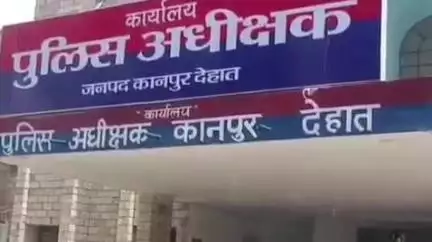 कार्यालय
पुलिस अधीक्षक
जनपद कानपुर देहात
"कार्यालय"
पुलिस अधीक्षक कानपुर देहात